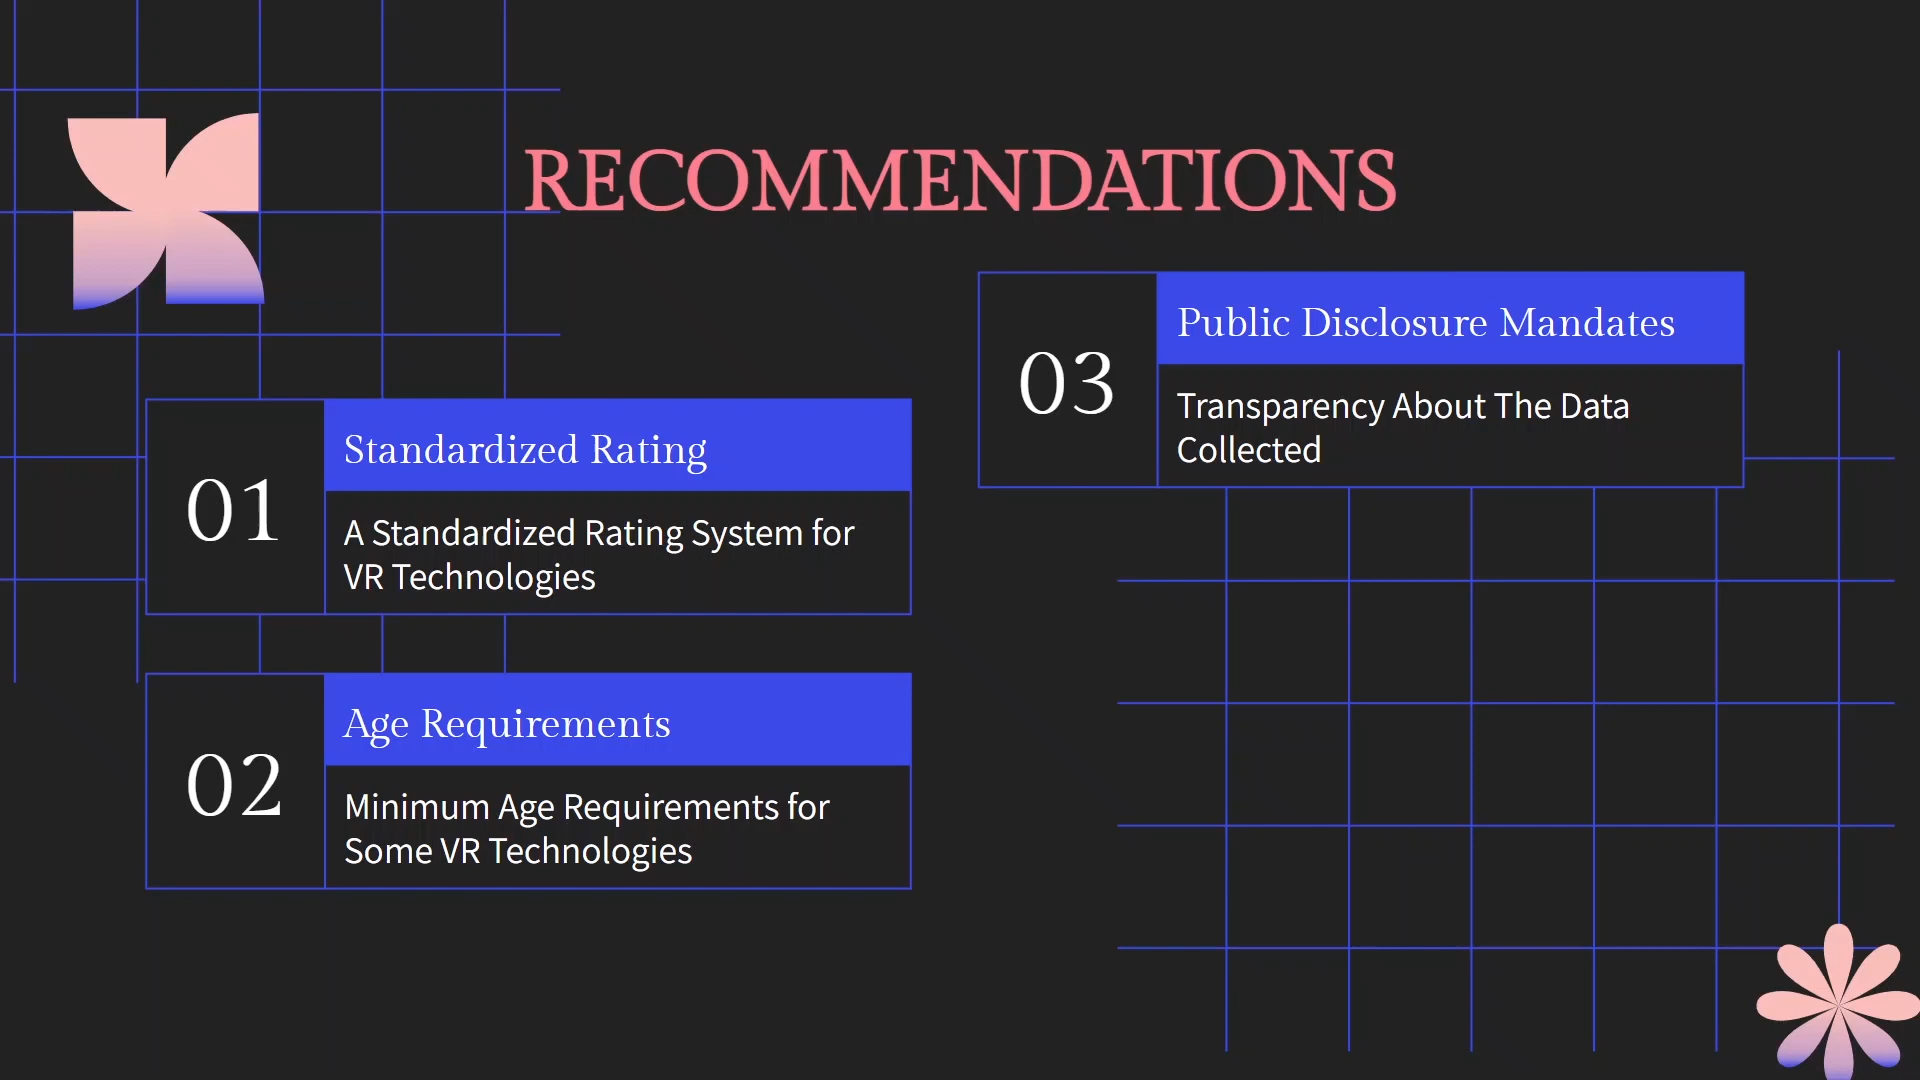 RECOMMENDATIONS
01
Standardized Rating
A Standardized Rating System for
VR Technologies
02
Age Requirements
Minimum Age Requirements for
Some VR Technologies
03
Public Disclosure Mandates
Transparency About The Data
Collected